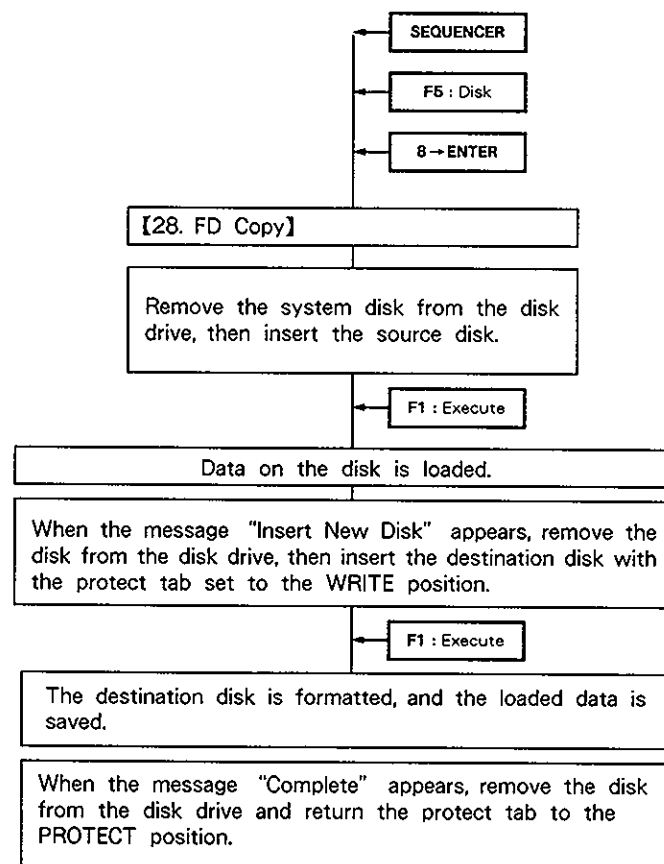 SEQUENCER
F5 : Disk
8→ENTER
【28. FD Copy】
Remove the system disk from the disk
drive, then insert the source disk.
F1 : Execute
Data on the disk is loaded.
When the message "Insert New Disk" appears, remove the
disk from the disk drive, then insert the destination disk with
the protect tab set to the WRITE position.
F1 : Execute
The destination disk is formatted, and the loaded data is
saved.
When the message "Complete" appears, remove the disk
from the disk drive and return the protect tab to the
PROTECT position.